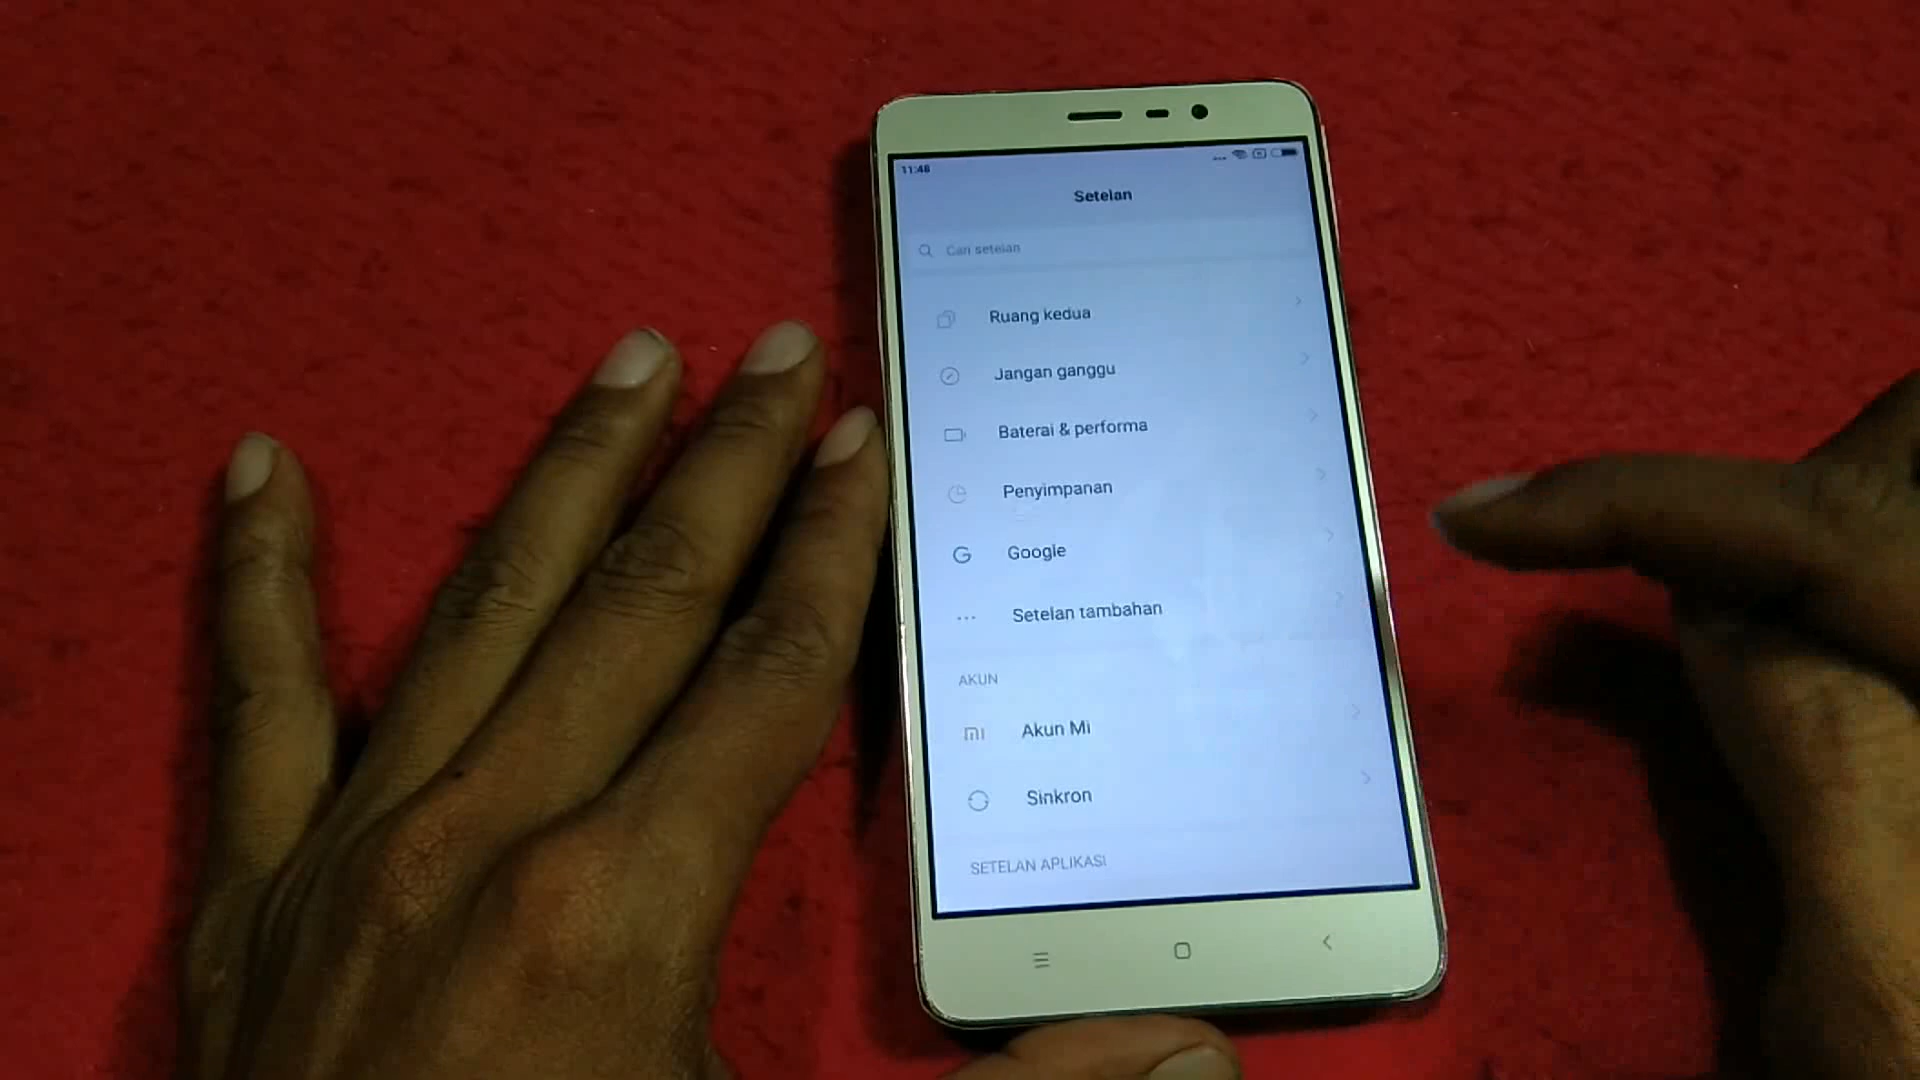 11:48
Setelan
Cari setelan
Ruang kedua
Jangan ganggu
Baterai & performa
Penyimpanan
Google
Setelan tambahan
AKUN
Akun Mi
Sinkron
SETELAN APLIKASI